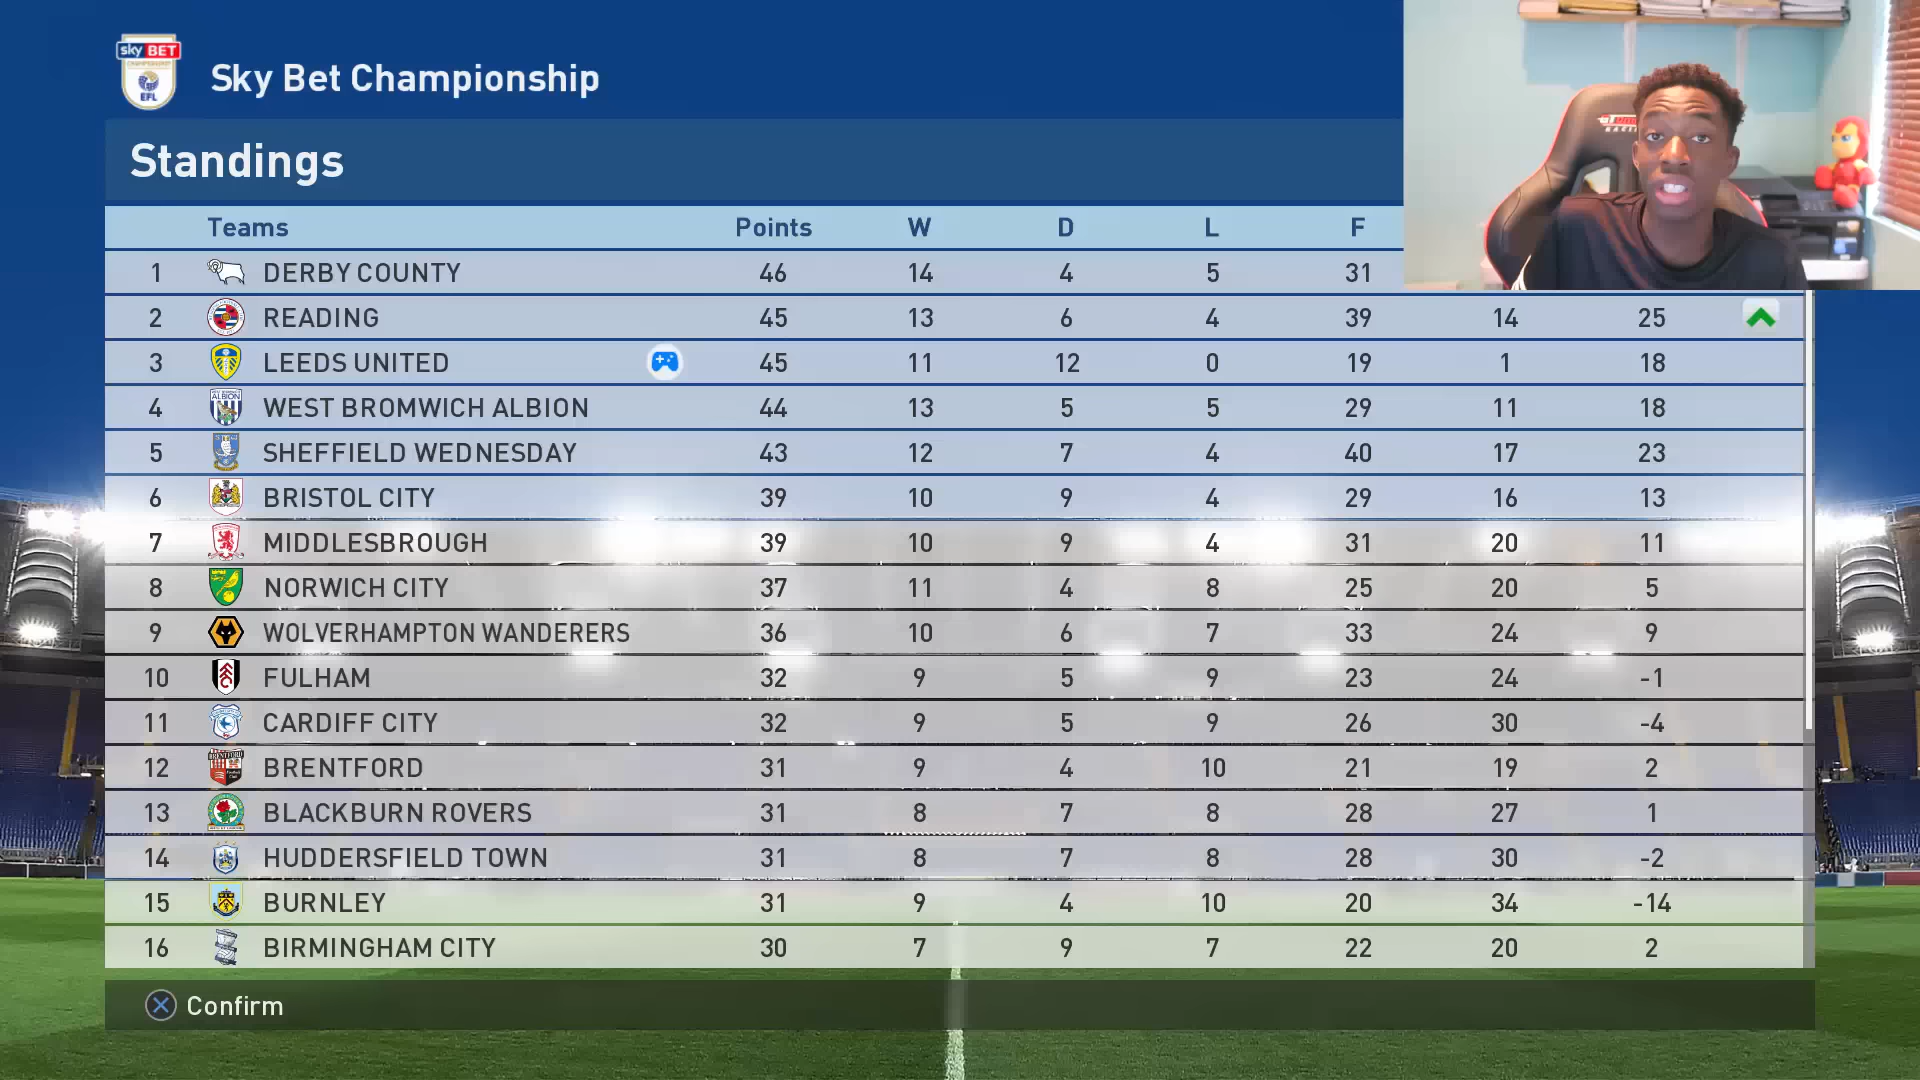 sky BET
CHAMPIONSHIP
EFL
Sky Bet Championship
Standings
Teams Points W D L F
1 DERBY COUNTY 46 14 4 5 31
2 READING 45 13 6 4 39 14 25
3 LEEDS UNITED 45 11 12 0 19 1 18
4 WEST BROMWICH ALBION 44 13 5 5 29 11 18
5 SHEFFIELD WEDNESDAY 43 12 7 4 40 17 23
6 BRISTOL CITY 39 10 9 4 29 16 13
7 MIDDLESBROUGH 39 10 9 4 31 20 11
8 NORWICH CITY 37 11 4 8 25 20 5
9 WOLVERHAMPTON WANDERERS 36 10 6 7 33 24 9
10 FULHAM 32 9 5 9 23 24 -1
11 CARDIFF CITY 32 9 5 9 26 30 -4
12 BRENTFORD 31 9 4 10 21 19 2
13 BLACKBURN ROVERS 31 8 7 8 28 27 1
14 HUDDERSFIELD TOWN 31 8 7 8 28 30 -2
15 BURNLEY 31 9 4 10 20 34 -14
16 BIRMINGHAM CITY 30 7 9 7 22 20 2
Confirm